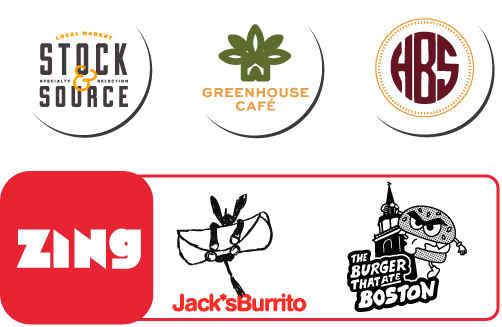 LOCAL MARKET
STOCK
SPECIALTY & SELECTION
SOURCE
GREENHOUSE
CAFÉ
HBS
ZING
Jack*sBurrito
THE
BURGER
THAT ATE
BOSTON